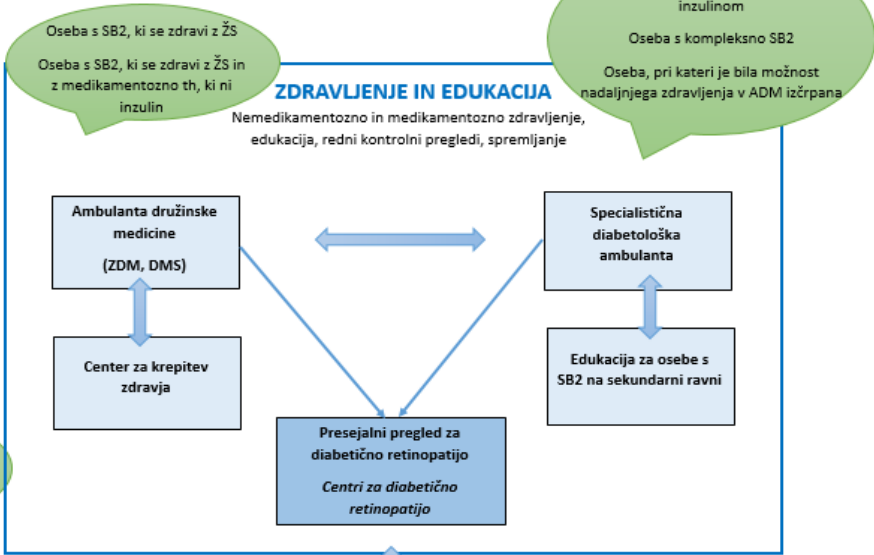 Oseba s SB2, ki se zdravi z ŽS
Oseba s SB2, ki se zdravi z ŽS in
z medikamentozno th, ki ni
inzulin
inzulinom
Oseba s kompleksno SB2
Oseba, pri kateri je bila možnost
nadaljnjega zdravljenja v ADM izčrpana
ZDRAVLJENJE IN EDUKACIJA
Nemedikamentozno in medikamentozno zdravljenje,
edukacija, redni kontrolni pregledi, spremljanje
Ambulanta družinske
medicine
(ZDM, DMS)
Specialistična
diabetološka
ambulanta
Center za krepitev
zdravja
Edukacija za osebe s
SB2 na sekundarni ravni
Presejalni pregled za
diabetično retinopatijo
Centri za diabetično
retinopatijo